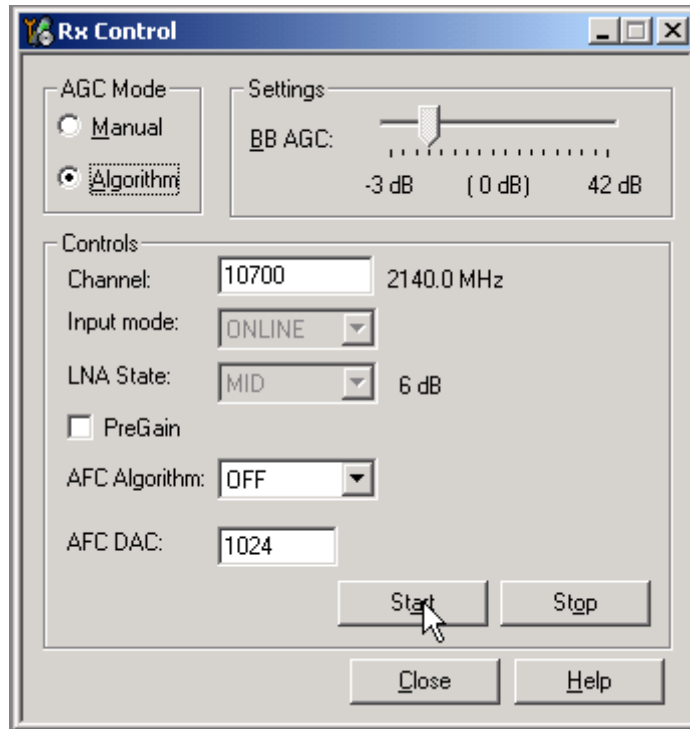 Rx Control
AGC Mode
Manual
Algorithm
Settings
BB AGC:
-3 dB ( 0 dB) 42 dB
Controls
Channel: 10700 2140.0 MHz
Input mode: ONLINE
LNA State: MID 6 dB
PreGain
AFC Algorithm: OFF
AFC DAC: 1024
Start Stop
Close Help